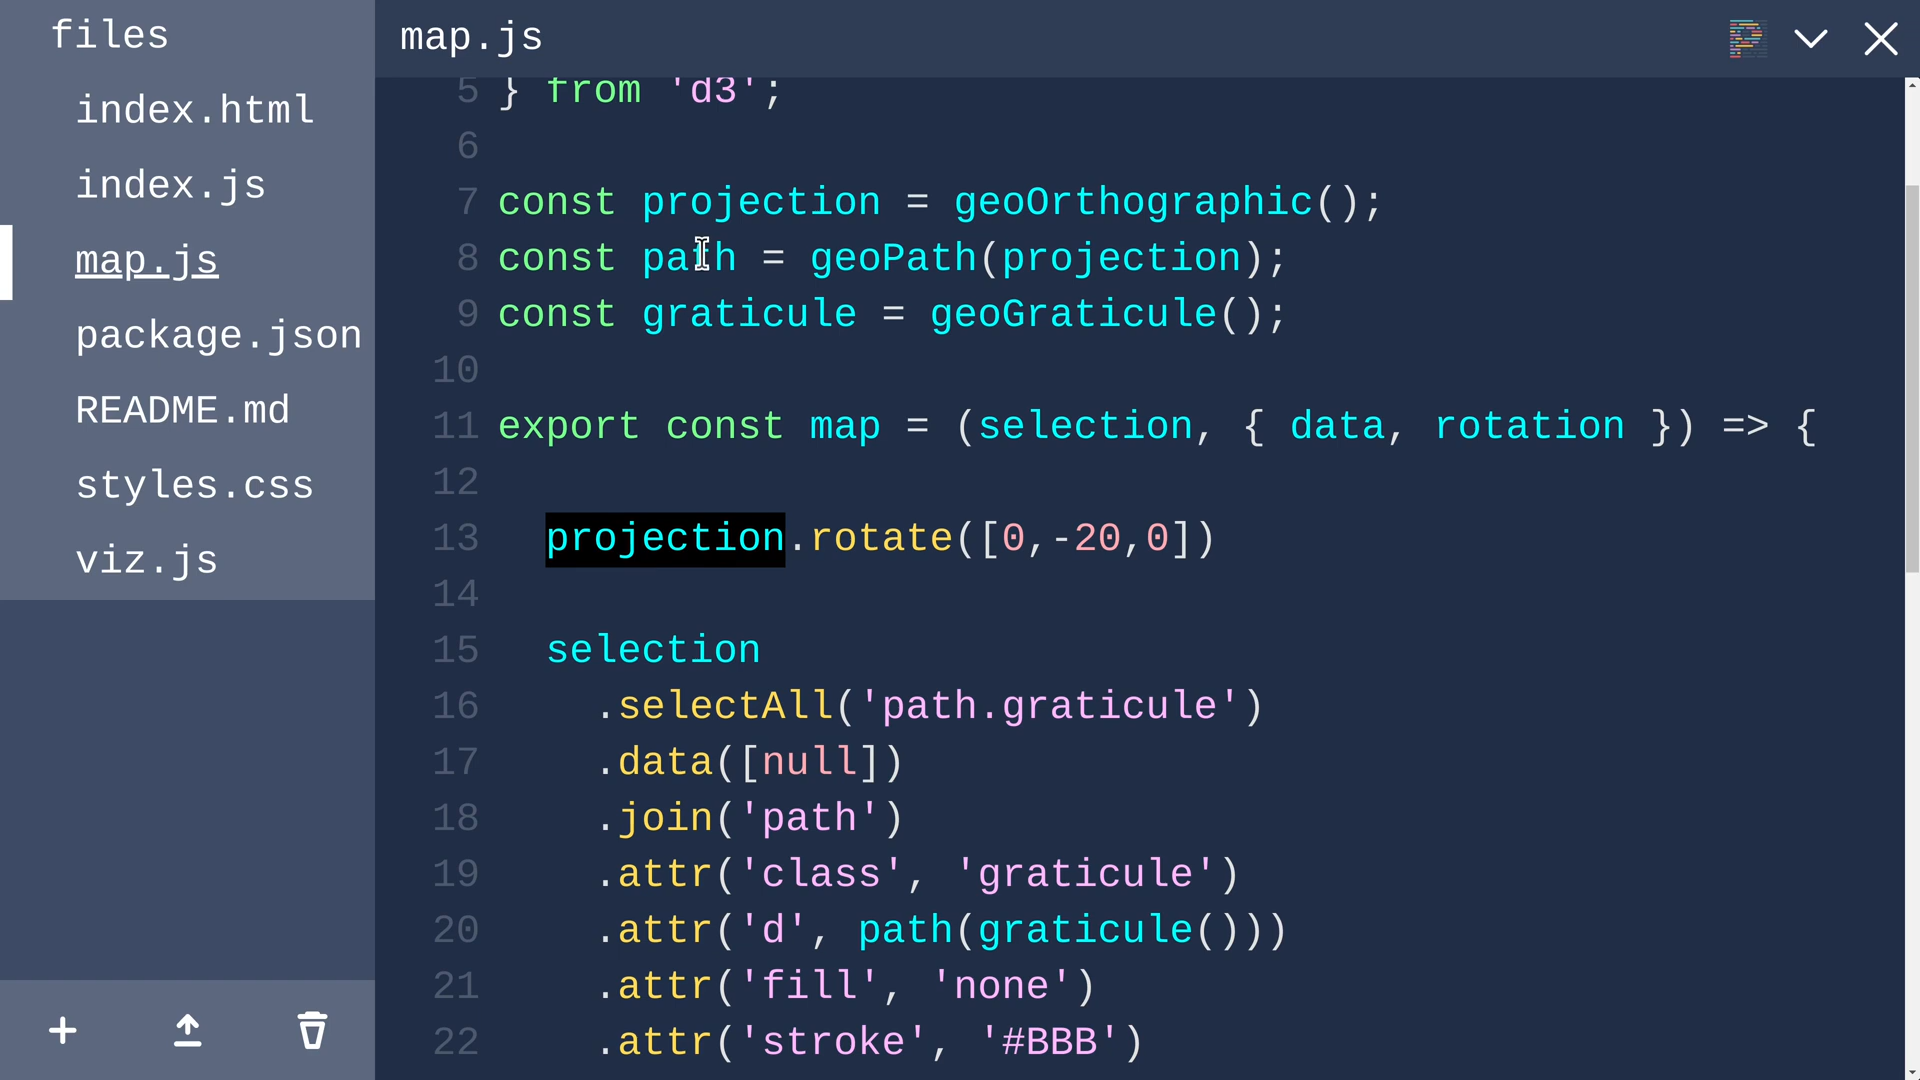 files
index.html
index.js
map.js
package.json
README.md
styles.css
viz.js
map.js
5 } from 'd3';
6
7 const projection = geoOrthographic();
8 const path = geoPath(projection);
9 const graticule = geoGraticule();
10
11 export const map = (selection, { data, rotation }) => {
12
13   projection.rotate([0,-20,0])
14
15   selection
16     .selectAll('path.graticule')
17     .data([null])
18     .join('path')
19     .attr('class', 'graticule')
20     .attr('d', path(graticule()))
21     .attr('fill', 'none')
22     .attr('stroke', '#BBB')